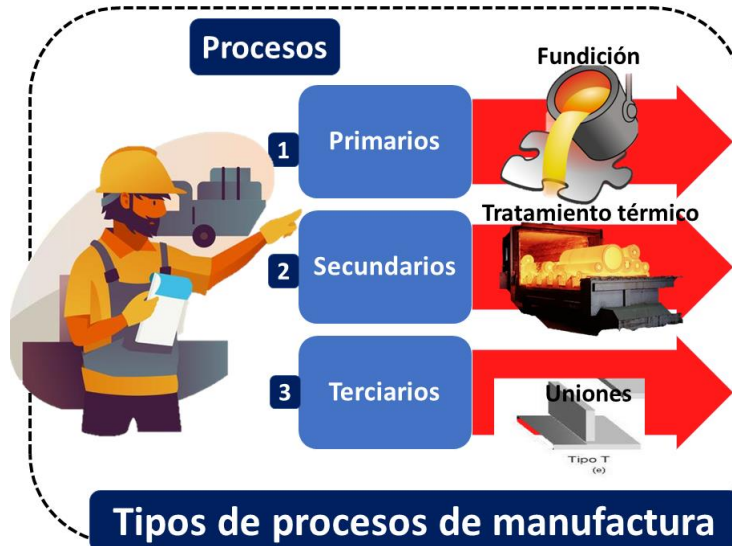 Procesos
Fundición
1
Primarios
Tratamiento térmico
2
Secundarios
3
Terciarios
Uniones
Tipo T
(e)
Tipos de procesos de manufactura